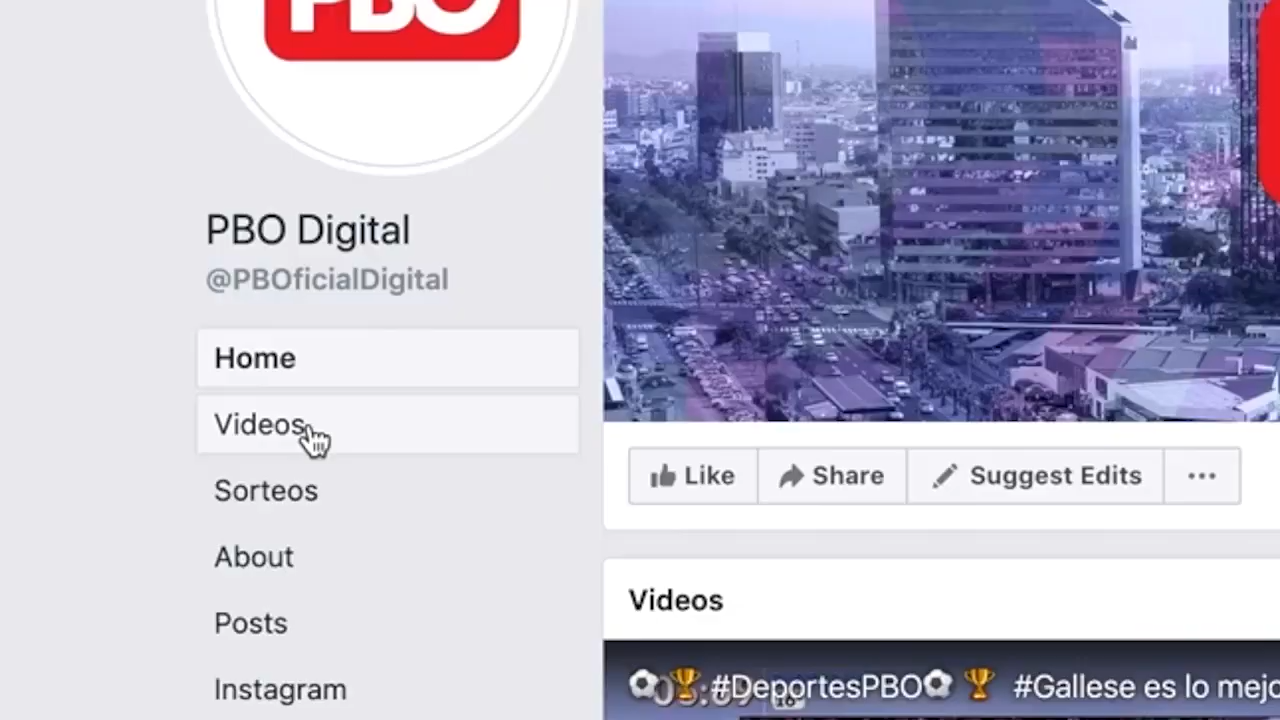 PBO
PBO Digital
@PBOficialDigital
Home
Videos
Sorteos
About
Posts
Instagram
Like
Share
Suggest Edits
Videos
#DeportesPBO #Gallese es lo mejo